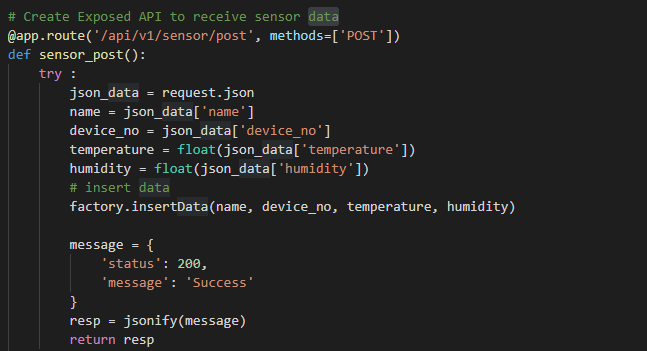 # Create Exposed API to receive sensor data
@app.route('/api/v1/sensor/post', methods=['POST'])
def sensor_post():
    try :
        json_data = request.json
        name = json_data['name']
        device_no = json_data['device_no']
        temperature = float(json_data['temperature'])
        humidity = float(json_data['humidity'])
        # insert data
        factory.insertData(name, device_no, temperature, humidity)

        message = {
            'status': 200,
            'message': 'Success'
        }
        resp = jsonify(message)
        return resp